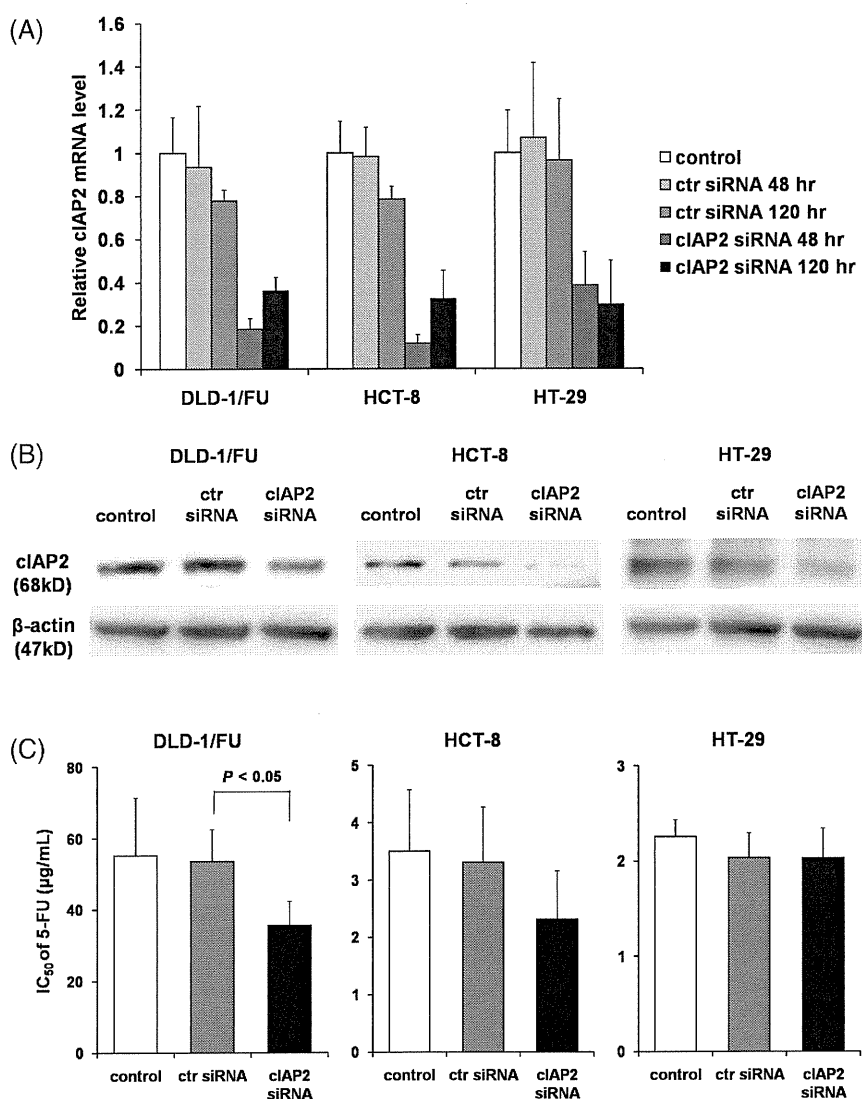 (A)
Relative cIAP2 mRNA level
1.6
1.4
1.2
1
0.8
0.6
0.4
0.2
0
DLD-1/FU HCT-8 HT-29
control
ctr siRNA 48 hr
ctr siRNA 120 hr
cIAP2 siRNA 48 hr
cIAP2 siRNA 120 hr
(B)
DLD-1/FU HCT-8 HT-29
control ctr siRNA cIAP2 siRNA control ctr siRNA cIAP2 siRNA control ctr siRNA cIAP2 siRNA
cIAP2
(68kD)
β-actin
(47kD)
(C)
DLD-1/FU
IC50 of 5-FU (μg/mL)
80
60
40
20
0
P < 0.05
control ctr siRNA cIAP2 siRNA
HCT-8
5
4
3
2
1
0
control ctr siRNA cIAP2 siRNA
HT-29
3
2
1
0
control ctr siRNA cIAP2 siRNA